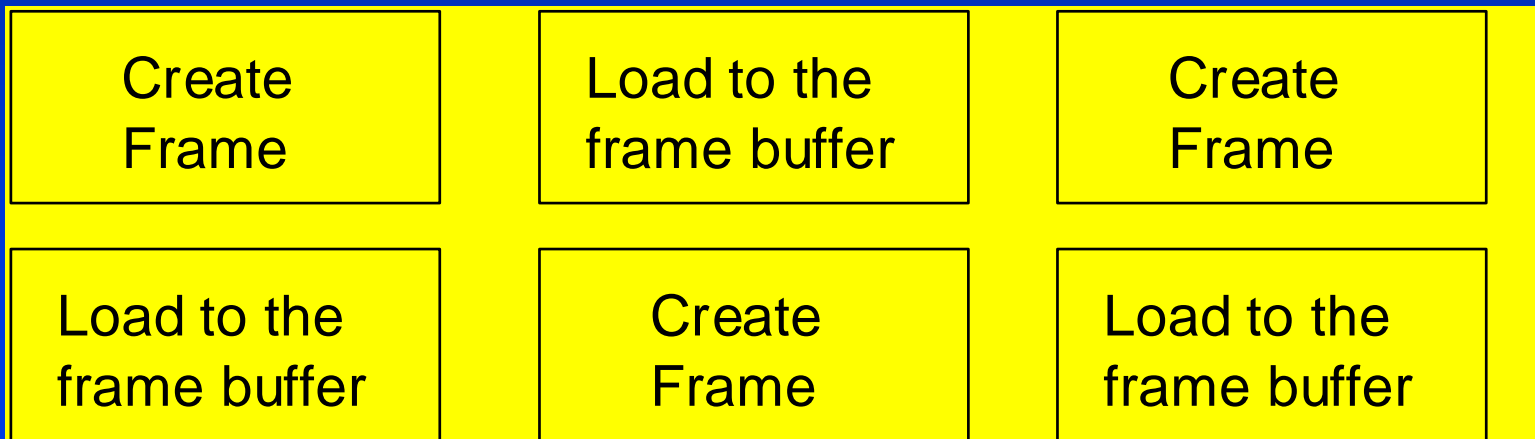 Create
Frame
Load to the
frame buffer
Create
Frame
Load to the
frame buffer
Create
Frame
Load to the
frame buffer